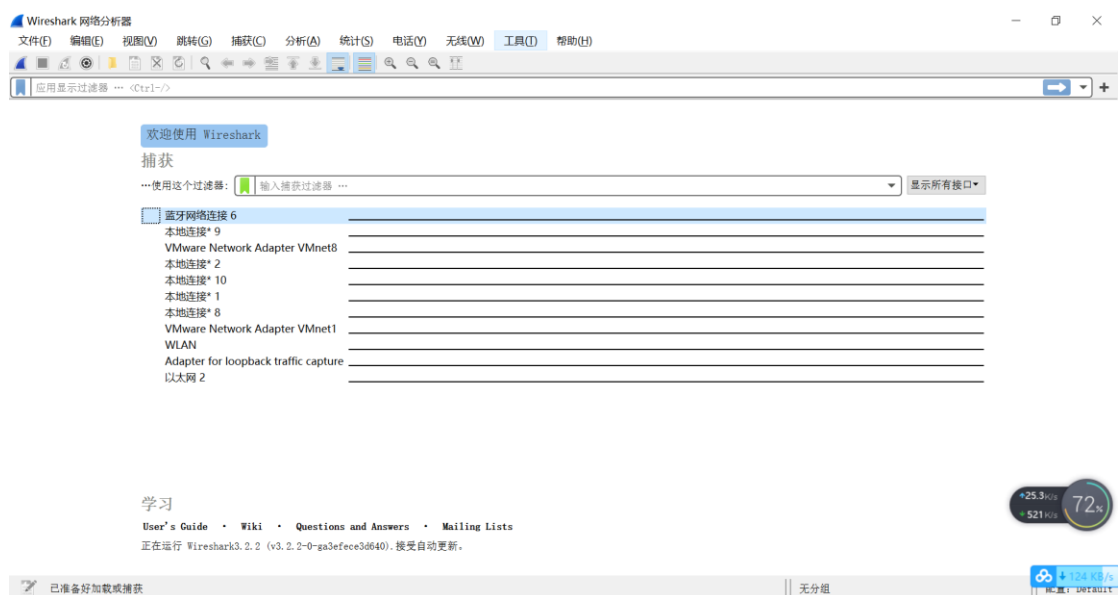 Wireshark 网络分析器
文件(F) 编辑(E) 视图(V) 跳转(G) 捕获(C) 分析(A) 统计(S) 电话(Y) 无线(W) 工具(T) 帮助(H)
应用显示过滤器 … <Ctrl-/>
欢迎使用 Wireshark
捕获
…使用这个过滤器: 输入捕获过滤器 … 显示所有接口
蓝牙网络连接 6
本地连接* 9
VMware Network Adapter VMnet8
本地连接* 2
本地连接* 10
本地连接* 1
本地连接* 8
VMware Network Adapter VMnet1
WLAN
Adapter for loopback traffic capture
以太网 2
学习
User's Guide · Wiki · Questions and Answers · Mailing Lists
正在运行 Wireshark3.2.2 (v3.2.2-0-ga3efece3d640).接受自动更新。
25.3K/s
521 K/s
72%
124 KB/s
已准备好加载或捕获 无分组 配置: Default